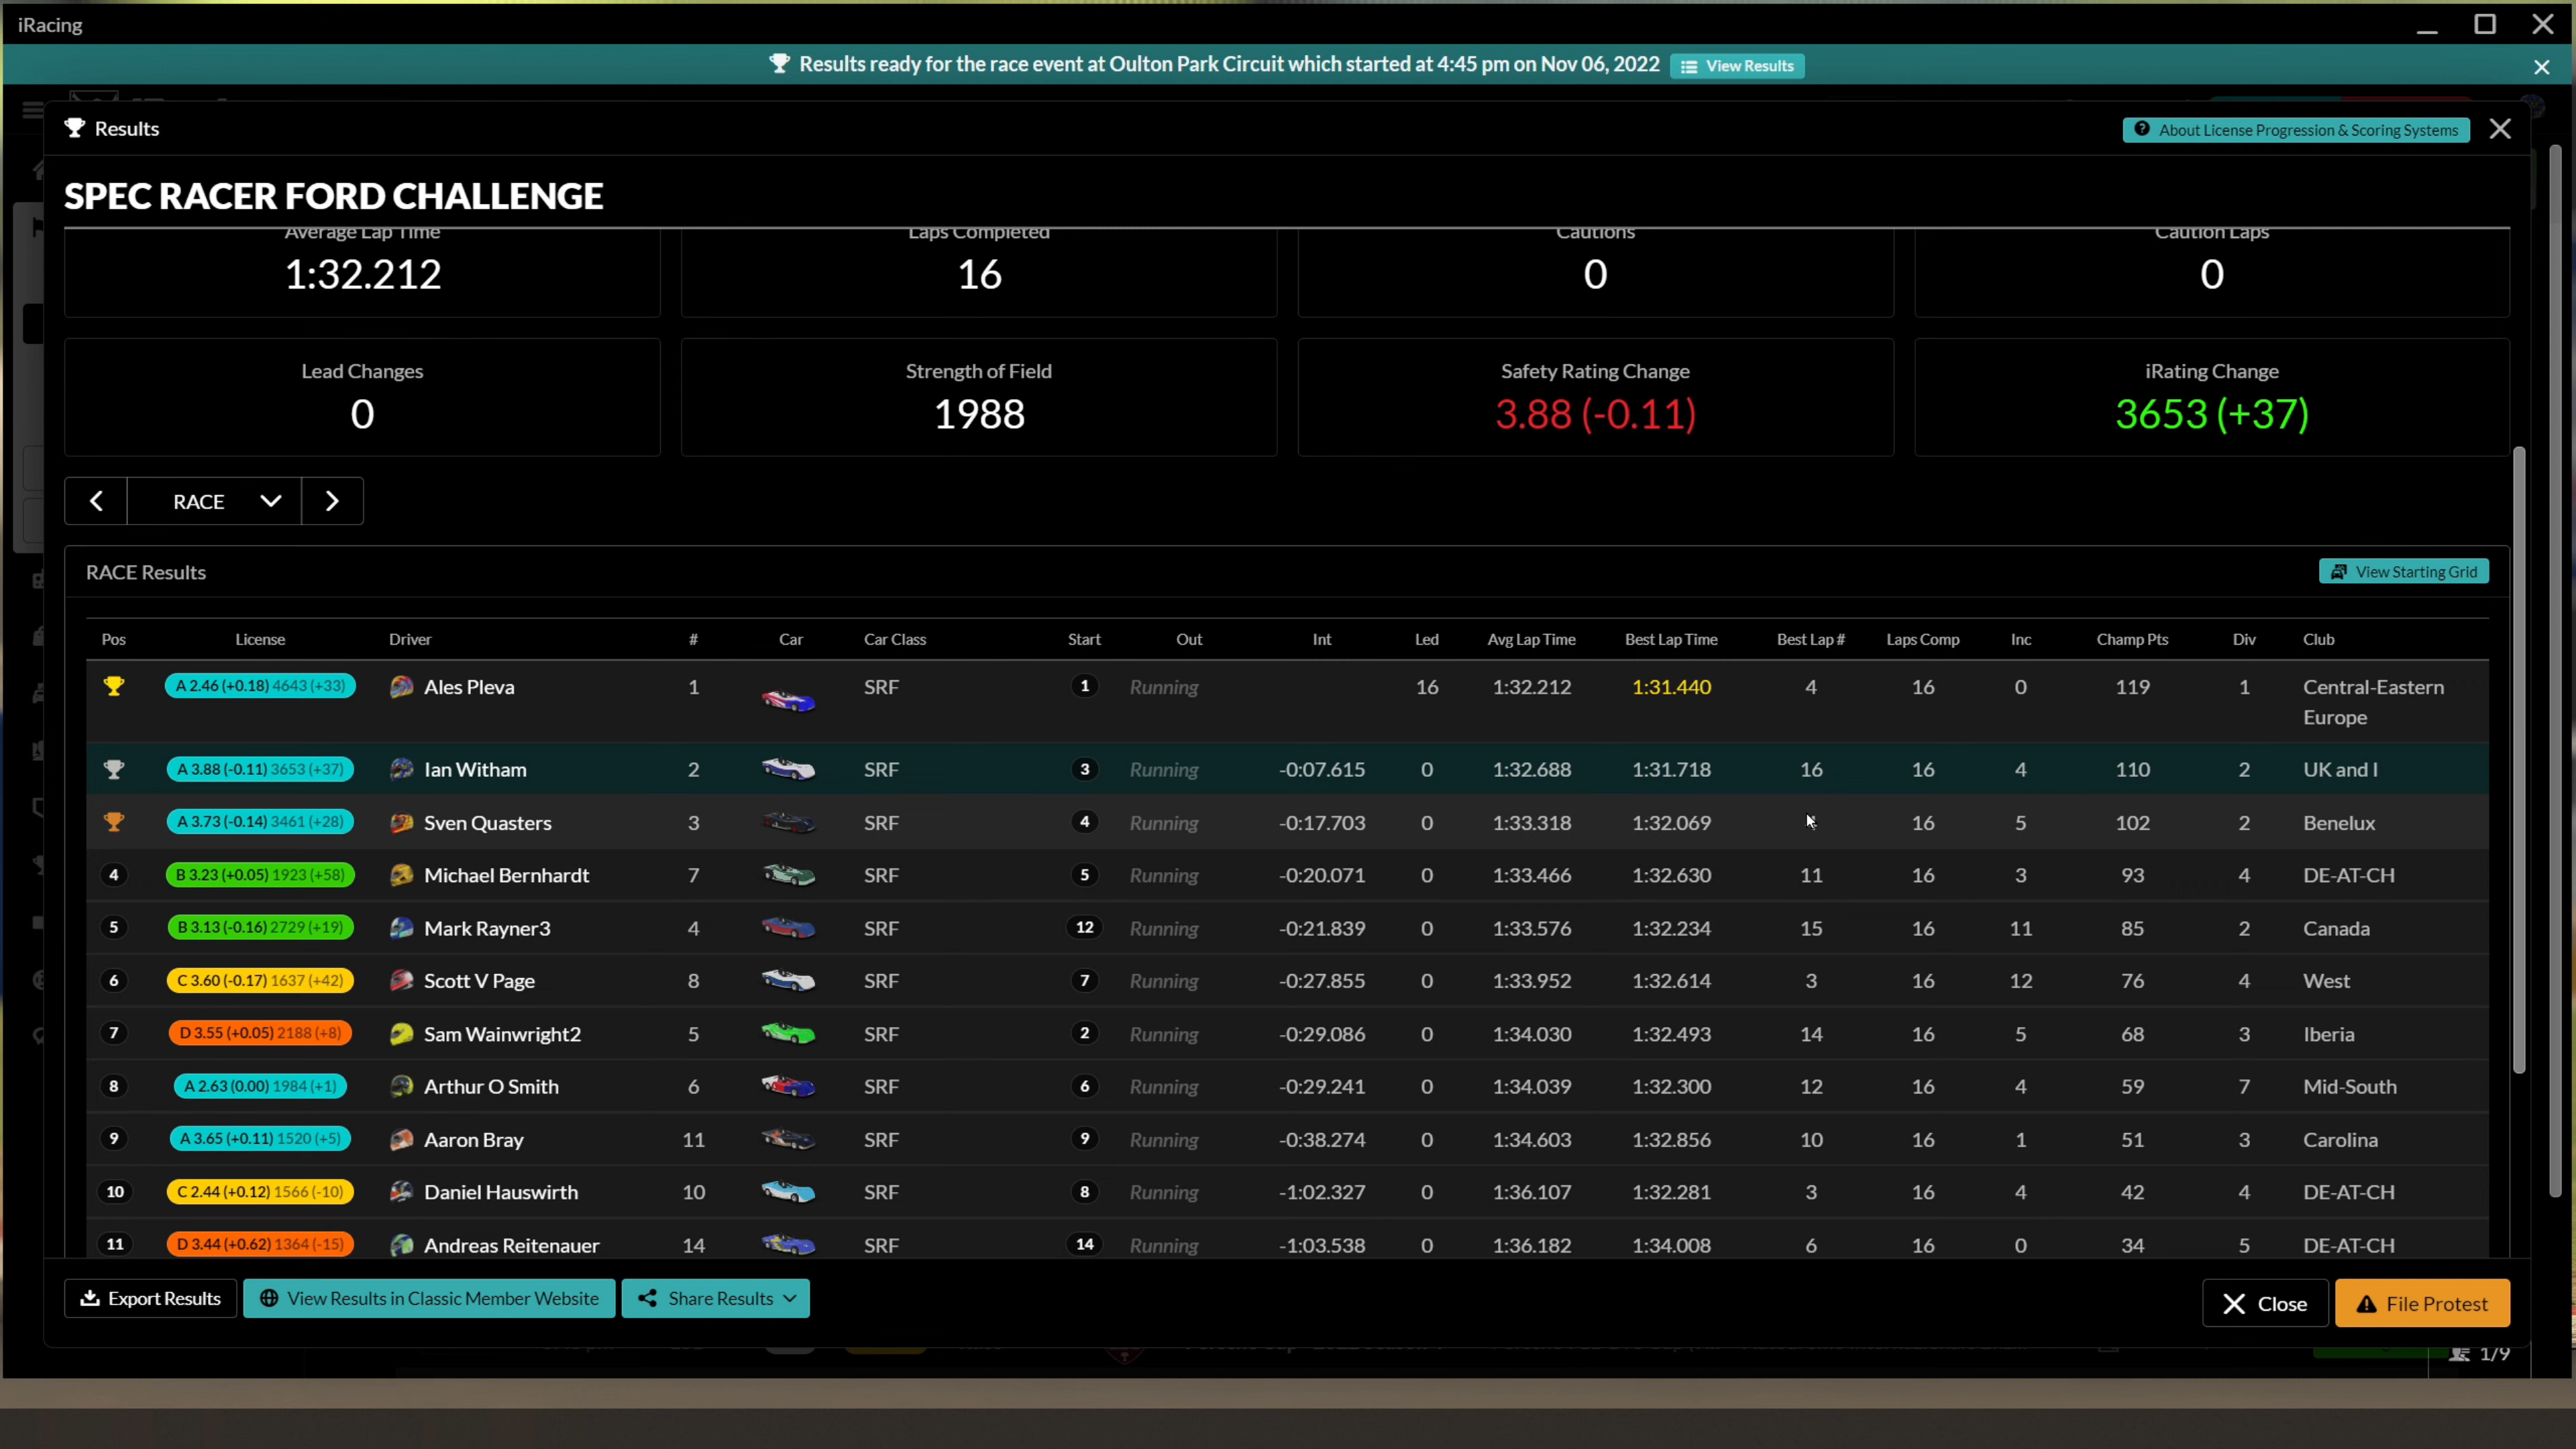 iRacing
Results ready for the race event at Oulton Park Circuit which started at 4:45 pm on Nov 06, 2022 View Results
Results About License Progression & Scoring Systems
SPEC RACER FORD CHALLENGE
Average Lap Time Laps Completed Cautions Caution Laps
1:32.212 16 0 0
Lead Changes Strength of Field Safety Rating Change iRating Change
0 1988 3.88 (-0.11) 3653 (+37)
RACE
RACE Results View Starting Grid
Pos License Driver # Car Car Class Start Out Int Led Avg Lap Time Best Lap Time Best Lap # Laps Comp Inc Champ Pts Div Club
A 2.46 (+0.18) 4643 (+33) Ales Pleva 1 SRF 1 Running 16 1:32.212 1:31.440 4 16 0 119 1 Central-Eastern
Europe
A 3.88 (-0.11) 3653 (+37) Ian Witham 2 SRF 3 Running -0:07.615 0 1:32.688 1:31.718 16 16 4 110 2 UK and I
A 3.73 (-0.14) 3461 (+28) Sven Quasters 3 SRF 4 Running -0:17.703 0 1:33.318 1:32.069 16 5 102 2 Benelux
4 B 3.23 (+0.05) 1923 (+58) Michael Bernhardt 7 SRF 5 Running -0:20.071 0 1:33.466 1:32.630 11 16 3 93 4 DE-AT-CH
5 B 3.13 (-0.16) 2729 (+19) Mark Rayner3 4 SRF 12 Running -0:21.839 0 1:33.576 1:32.234 15 16 11 85 2 Canada
6 C 3.60 (-0.17) 1637 (+42) Scott V Page 8 SRF 7 Running -0:27.855 0 1:33.952 1:32.614 3 16 12 76 4 West
7 D 3.55 (+0.05) 2188 (+8) Sam Wainwright2 5 SRF 2 Running -0:29.086 0 1:34.030 1:32.493 14 16 5 68 3 Iberia
8 A 2.63 (0.00) 1984 (+1) Arthur O Smith 6 SRF 6 Running -0:29.241 0 1:34.039 1:32.300 12 16 4 59 7 Mid-South
9 A 3.65 (+0.11) 1520 (+5) Aaron Bray 11 SRF 9 Running -0:38.274 0 1:34.603 1:32.856 10 16 1 51 3 Carolina
10 C 2.44 (+0.12) 1566 (-10) Daniel Hauswirth 10 SRF 8 Running -1:02.327 0 1:36.107 1:32.281 3 16 4 42 4 DE-AT-CH
11 D 3.44 (+0.62) 1364 (-15) Andreas Reitenauer 14 SRF 14 Running -1:03.538 0 1:36.182 1:34.008 6 16 0 34 5 DE-AT-CH
Export Results View Results in Classic Member Website Share Results Close File Protest
1/9